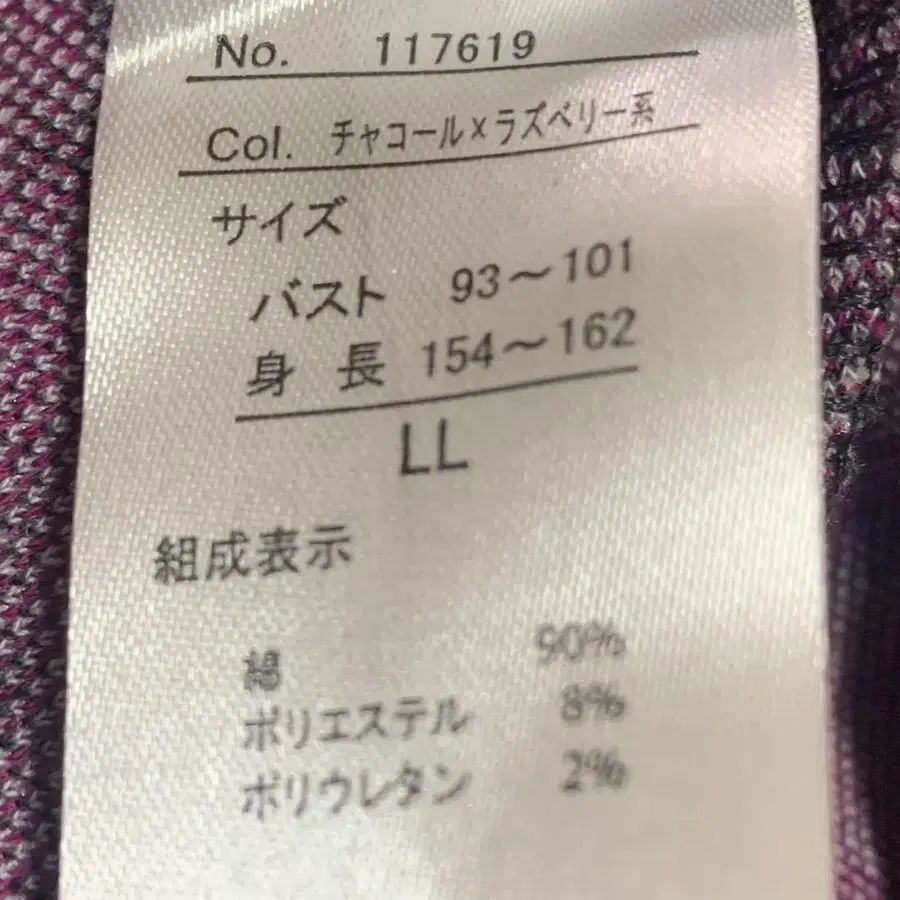 No. 117619
Col. チャコール×ラズベリー系
サイズ
バスト 93～101
身長 154～162
LL
組成表示
綿 90%
ポリエステル 8%
ポリウレタン 2%